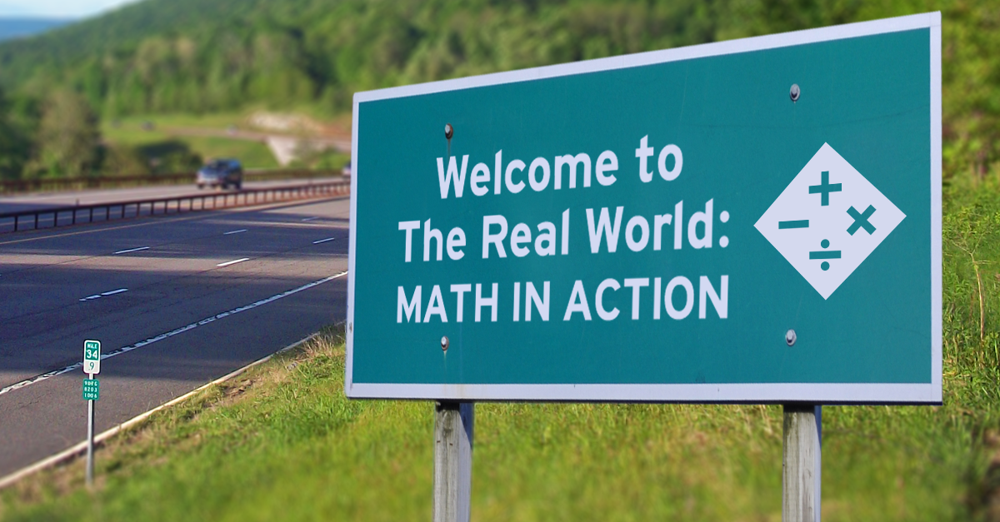 Welcome to
The Real World:
MATH IN ACTION
+
− ×
÷
MILE
34
9